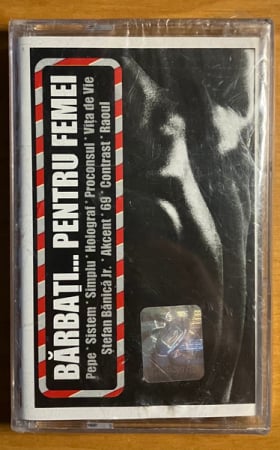 BĂRBAȚI... PENTRU FEMEI
Pepe * Sistem * Simplu * Holograf * Proconsul * Vița de Vie
Ștefan Bănică Jr. * Akcent * 69 * Contrast * Raoul